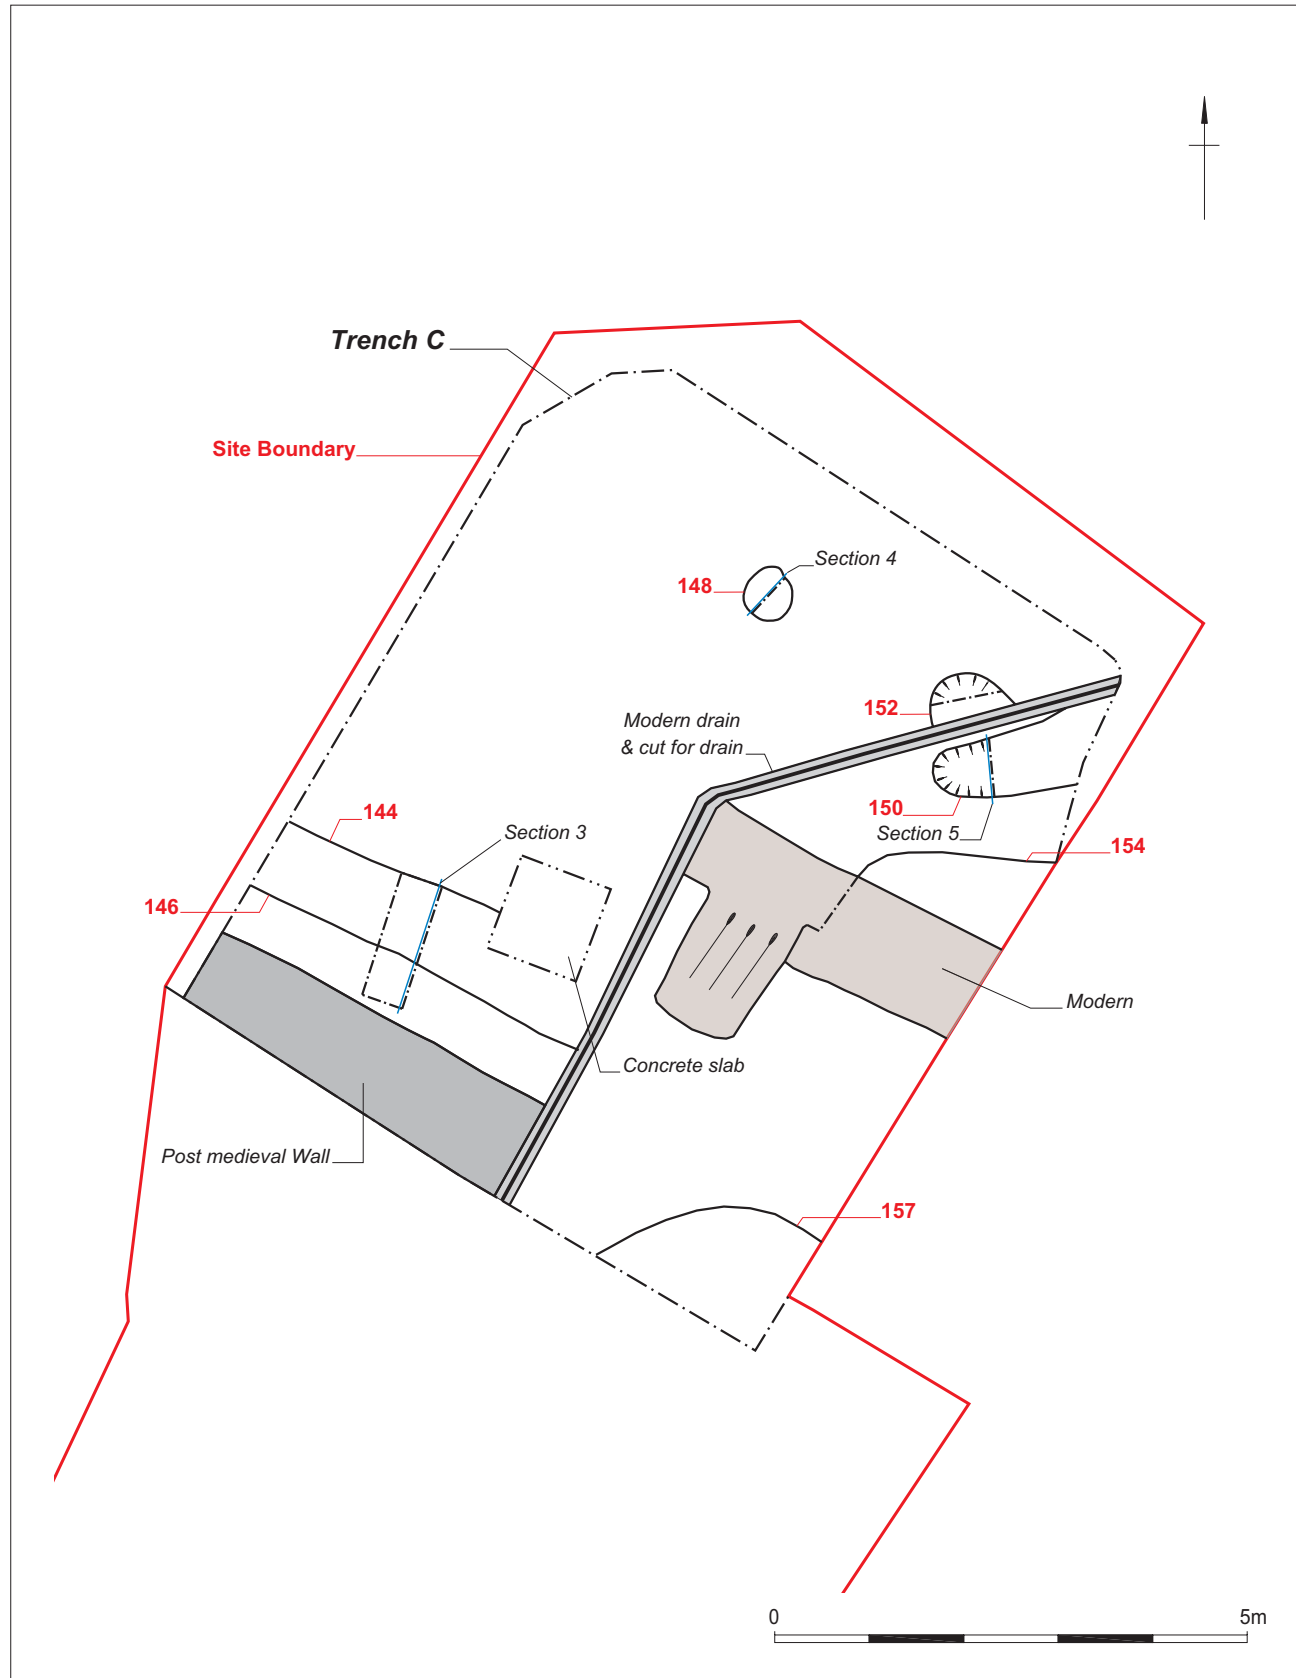 Trench C
Site Boundary
Section 4
148
152
Modern drain
& cut for drain
150
Section 5
144
Section 3
154
146
Modern
Concrete slab
Post medieval Wall
157
0
5m